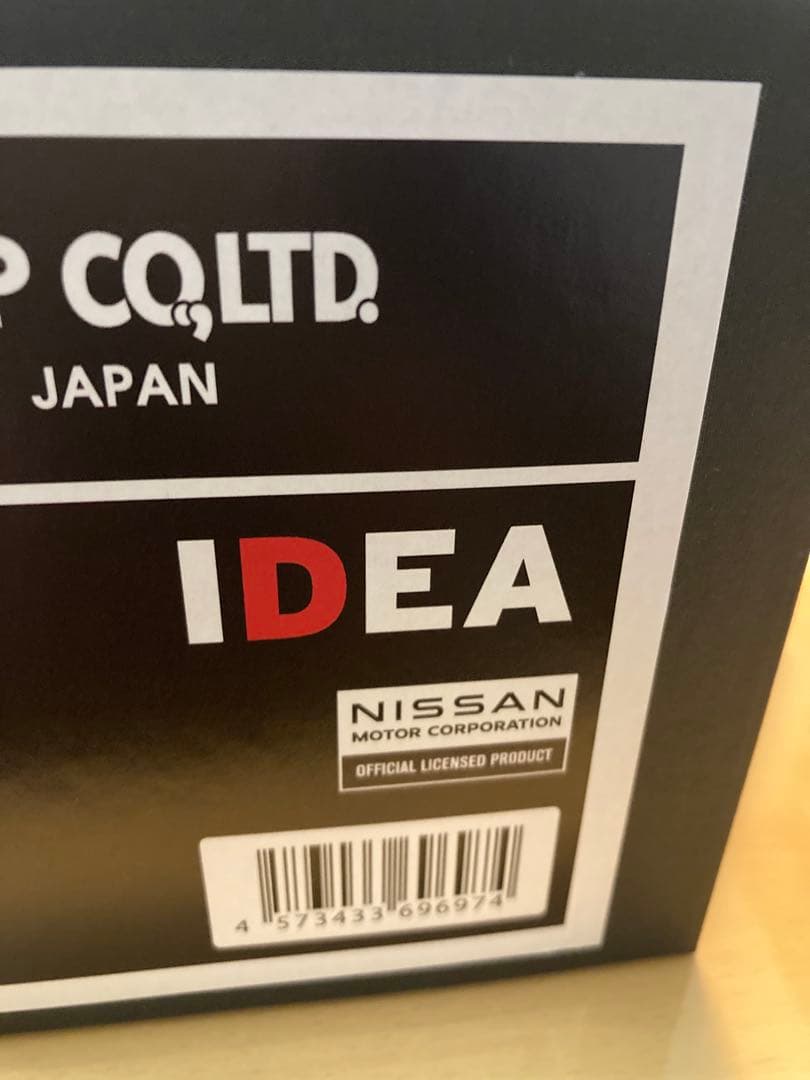 P CO.,LTD.
JAPAN
IDEA
NISSAN
MOTOR CORPORATION
OFFICIAL LICENSED PRODUCT
4 573433 696974